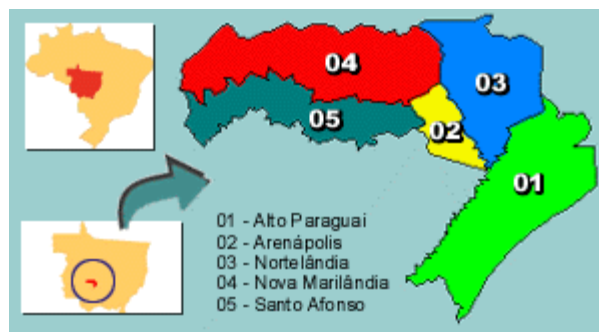 04
03
05
02
01
01 - Alto Paraguai
02 - Arenápolis
03 - Nortelândia
04 - Nova Marilândia
05 - Santo Afonso